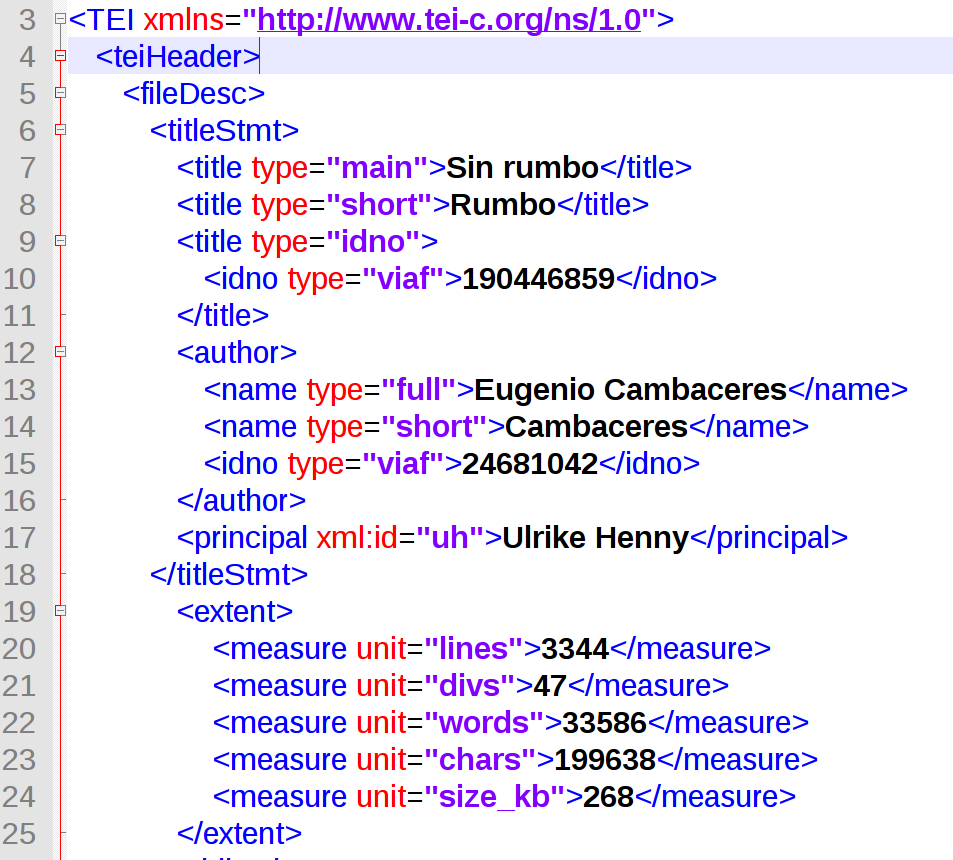 3 <TEI xmlns="http://www.tei-c.org/ns/1.0">
4 <teiHeader>
5 <fileDesc>
6 <titleStmt>
7 <title type="main">Sin rumbo</title>
8 <title type="short">Rumbo</title>
9 <title type="idno">
10 <idno type="viaf">190446859</idno>
11 </title>
12 <author>
13 <name type="full">Eugenio Cambaceres</name>
14 <name type="short">Cambaceres</name>
15 <idno type="viaf">24681042</idno>
16 </author>
17 <principal xml:id="uh">Ulrike Henny</principal>
18 </titleStmt>
19 <extent>
20 <measure unit="lines">3344</measure>
21 <measure unit="divs">47</measure>
22 <measure unit="words">33586</measure>
23 <measure unit="chars">199638</measure>
24 <measure unit="size_kb">268</measure>
25 </extent>